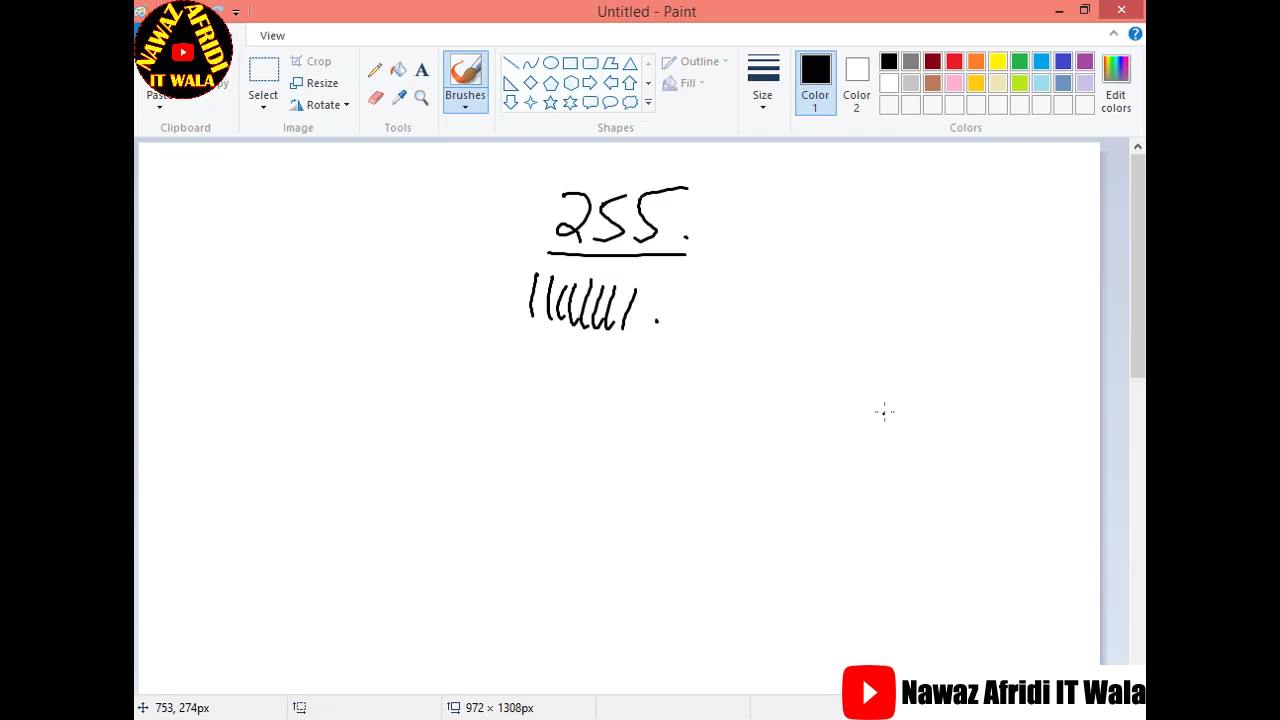 Untitled - Paint
NAWAZ AFRIDI
IT WALA
View
Crop
Resize
Rotate
Select
Brushes
Outline
Fill
Size
Color 1
Color 2
Edit colors
Clipboard
Image
Tools
Shapes
Colors
255.
11111111.
753, 274px
972 × 1308px
Nawaz Afridi IT Wala